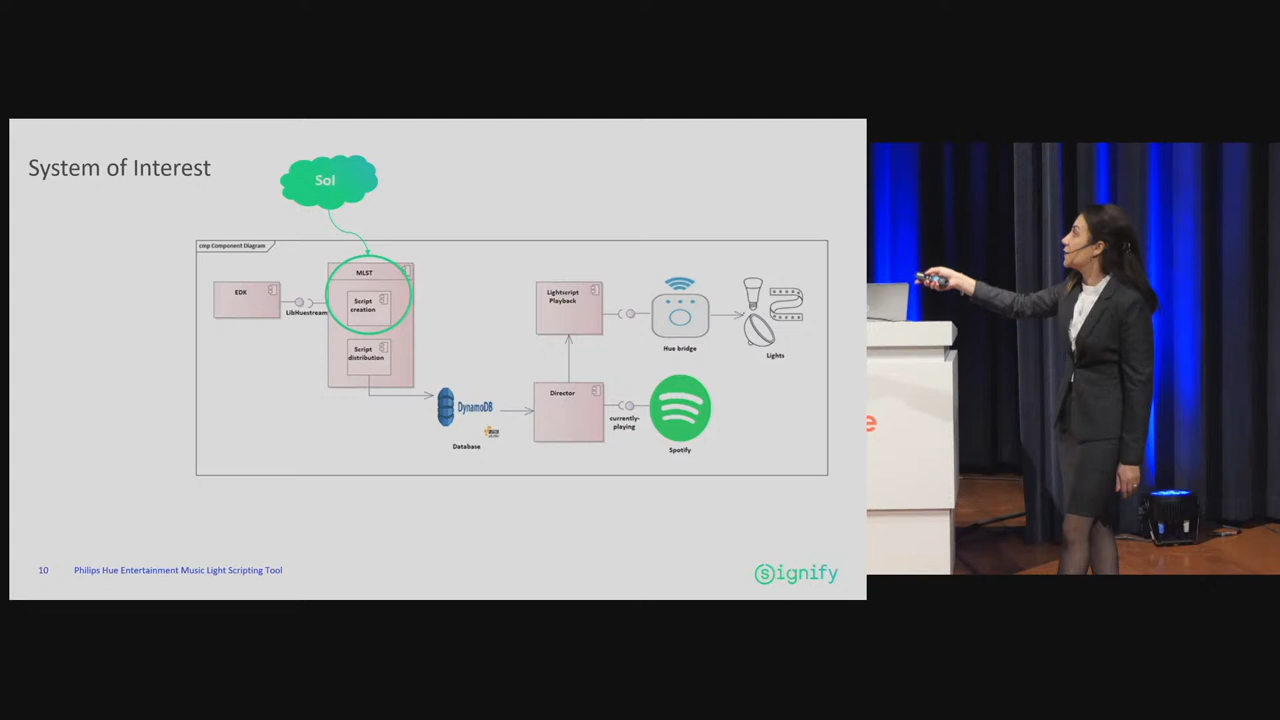 System of Interest
SoI
cmp Component Diagram
MLST
EDK
Script
creation
LibHuestream
Script
distribution
Lightscript
Playback
Hue bridge
Lights
DynamoDB
Database
Director
currently-
playing
Spotify
10
Philips Hue Entertainment Music Light Scripting Tool
signify